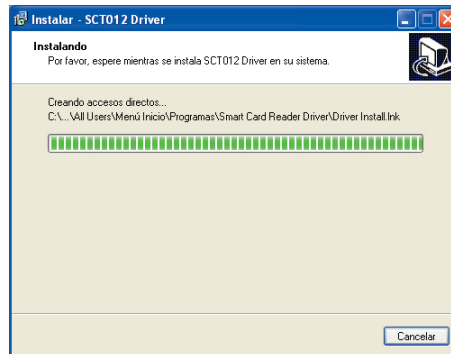 Instalar - SCT012 Driver
Instalando
Por favor, espere mientras se instala SCT012 Driver en su sistema.
Creando accesos directos...
C:\...\All Users\Menú Inicio\Programas\Smart Card Reader Driver\Driver Install.lnk
Cancelar